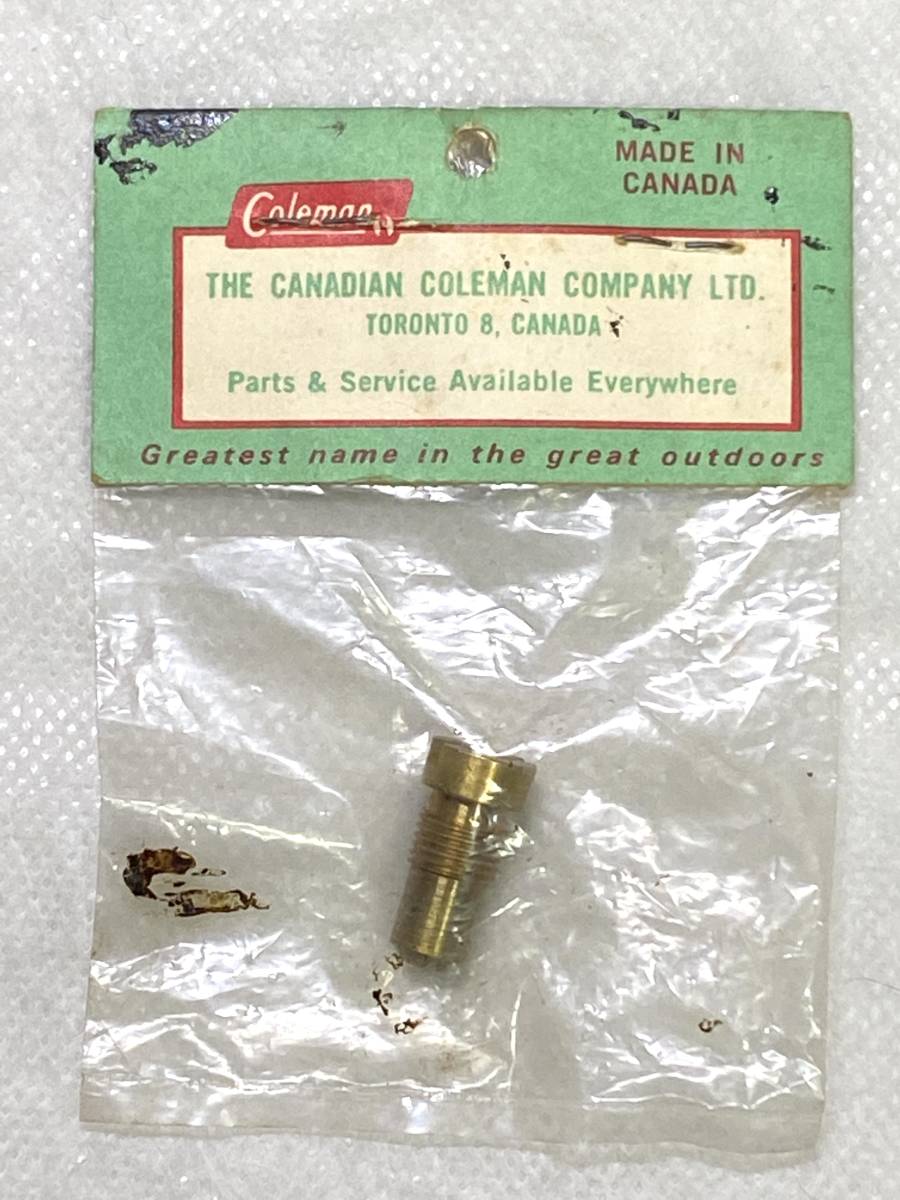 MADE IN
CANADA
Coleman
THE CANADIAN COLEMAN COMPANY LTD.
TORONTO 8, CANADA
Parts & Service Available Everywhere
Greatest name in the great outdoors